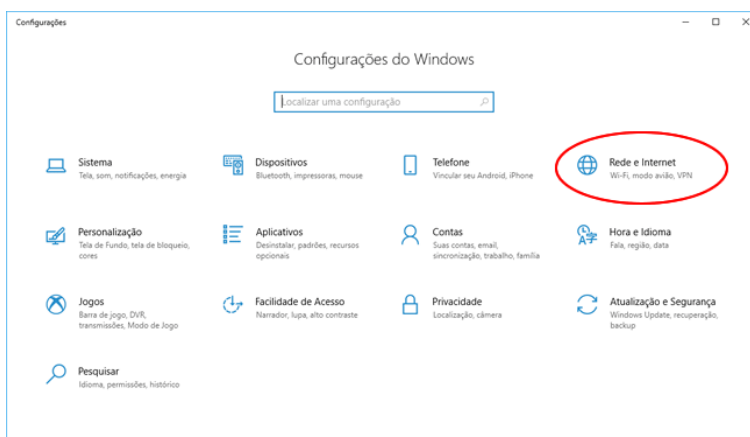 Configurações
Configurações do Windows
Localizar uma configuração
Sistema
Tela, som, notificações, energia
Dispositivos
Bluetooth, impressoras, mouse
Telefone
Vincular seu Android, iPhone
Rede e Internet
Wi-Fi, modo avião, VPN
Personalização
Tela de Fundo, tela de bloqueio,
cores
Aplicativos
Desinstalar, padrões, recursos
opcionais
Contas
Suas contas, email,
sincronização, trabalho, família
Hora e Idioma
Fala, região, data
Jogos
Barra de jogo, DVR,
transmissões, Modo de Jogo
Facilidade de Acesso
Narrador, lupa, alto contraste
Privacidade
Localização, câmera
Atualização e Segurança
Windows Update, recuperação,
backup
Pesquisar
Idioma, permissões, histórico